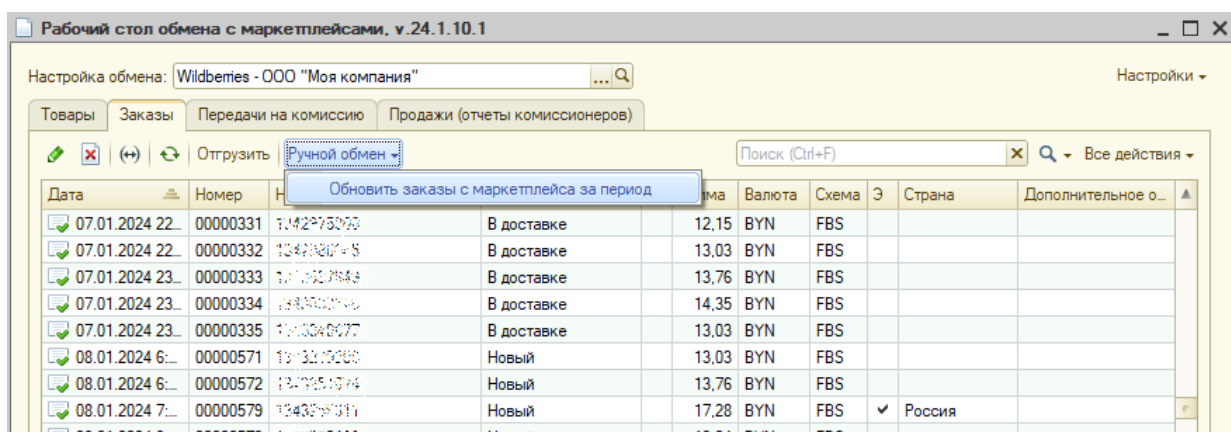 Рабочий стол обмена с маркетплейсами, v.24.1.10.1
Настройка обмена: Wildberries - ООО "Моя компания" ... Настройки
Товары Заказы Передачи на комиссию Продажи (отчеты комиссионеров)
Отгрузить Ручной обмен Поиск (Ctrl+F) Все действия
Обновить заказы с маркетплейса за период
Дата Номер Валюта Схема Э Страна Дополнительное о...
07.01.2024 22... 00000331 В доставке 12,15 BYN FBS
07.01.2024 22... 00000332 В доставке 13,03 BYN FBS
07.01.2024 23... 00000333 В доставке 13,76 BYN FBS
07.01.2024 23... 00000334 В доставке 14,35 BYN FBS
07.01.2024 23... 00000335 В доставке 13,03 BYN FBS
08.01.2024 6:... 00000571 Новый 13,03 BYN FBS
08.01.2024 6:... 00000572 Новый 13,76 BYN FBS
08.01.2024 7:... 00000579 Новый 17,28 BYN FBS Россия